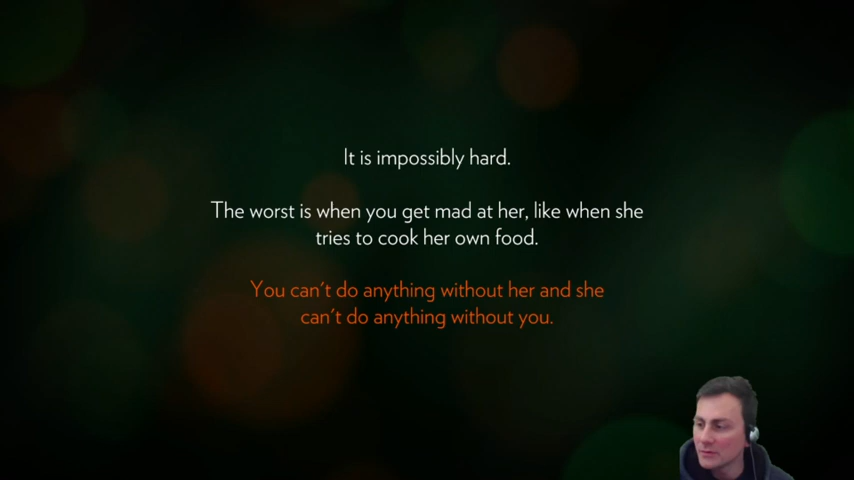 It is impossibly hard.
The worst is when you get mad at her, like when she
tries to cook her own food.
You can't do anything without her and she
can't do anything without you.